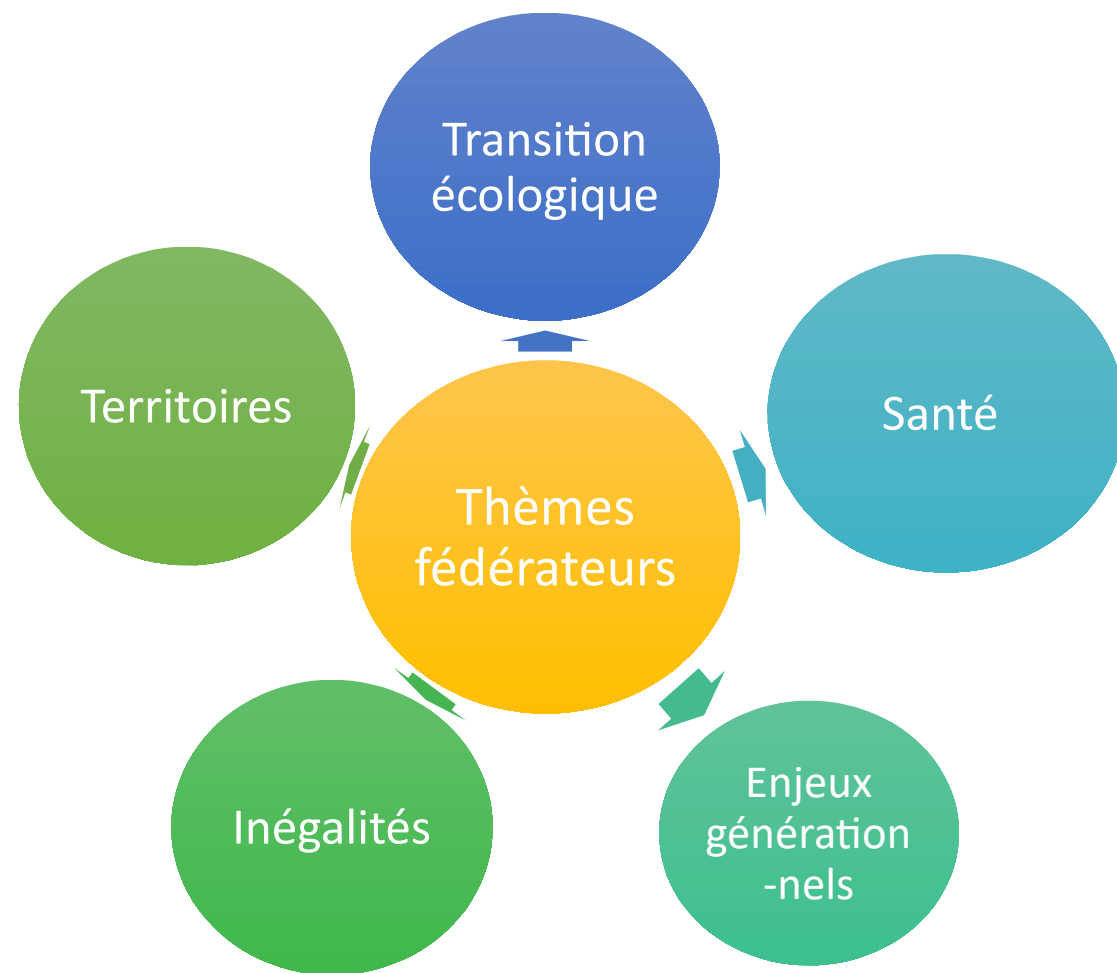 Transition
écologique
Territoires
Santé
Thèmes
fédérateurs
Inégalités
Enjeux
génération
-nels